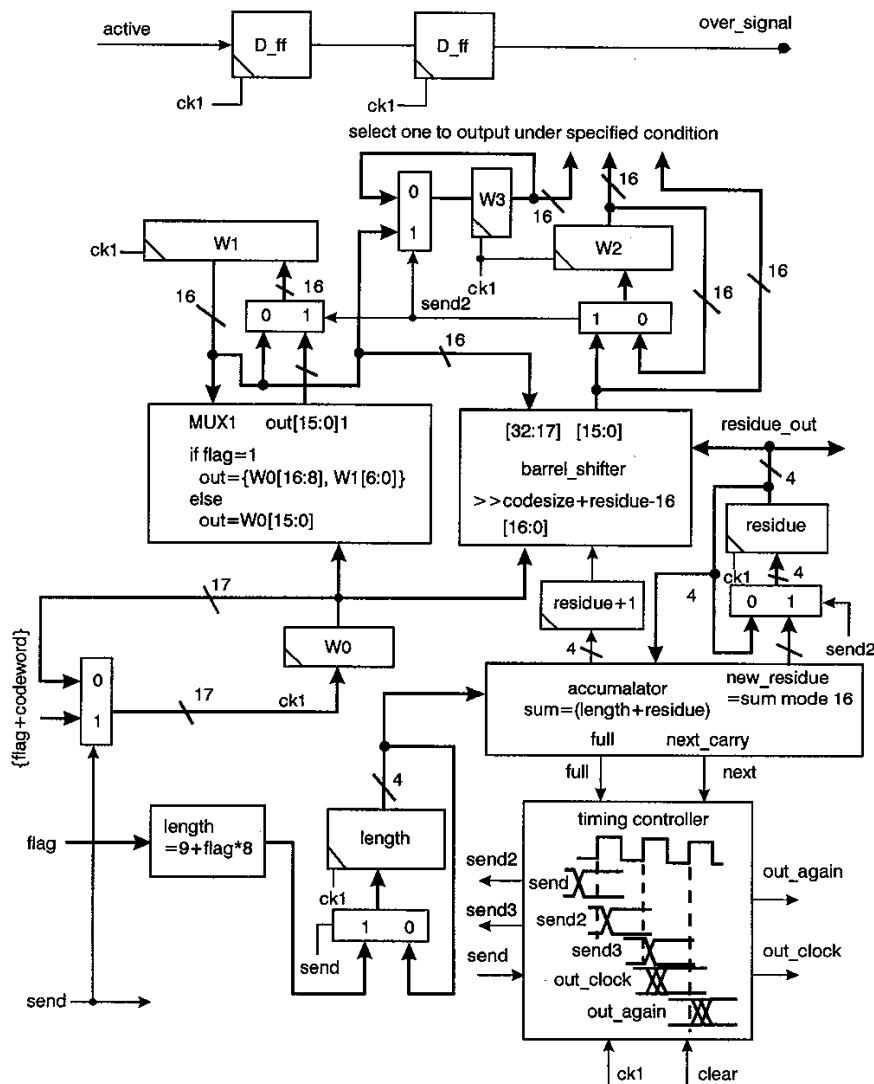 active
D_ff
D_ff
over_signal
ck1
ck1
select one to output under specified condition
0
1
W3
16
16
W2
16
16
ck1
W1
ck1
16
16
0 1
send2
1 0
16
MUX1 out[15:0]1
if flag=1
out={W0[16:8], W1[6:0]}
else
out=W0[15:0]
[32:17] [15:0]
barrel_shifter
>>codesize+residue-16
[16:0]
residue_out
4
residue
ck1
4
0 1
send2
4
residue+1
4
17
W0
ck1
{flag+codeword}
0
1
17
accumalator
sum=(length+residue)
new_residue
=sum mode 16
full next_carry
full
next
4
flag
length
=9+flag*8
length
ck1
send
1 0
send
timing controller
send2
send3
send
send
send2
send3
out_clock
out_again
out_again
out_clock
ck1
clear